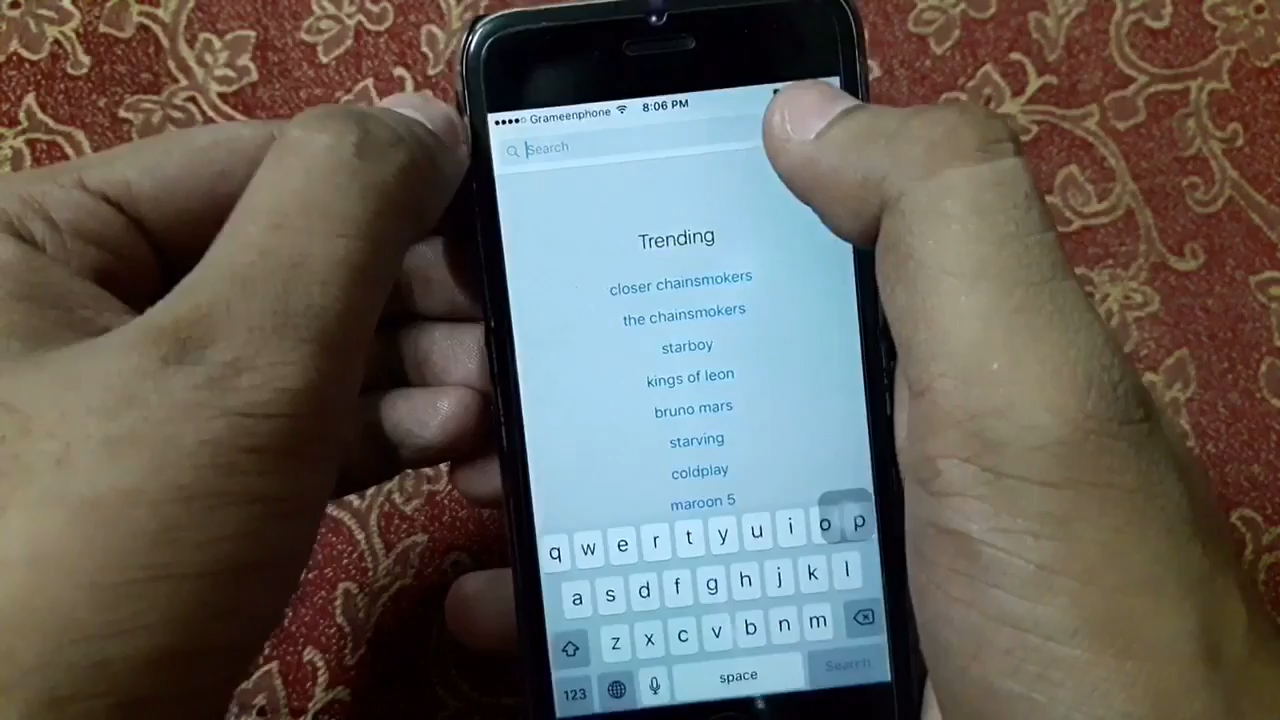 Grameenphone 8:06 PM
Search
Trending
closer chainsmokers
the chainsmokers
starboy
kings of leon
bruno mars
starving
coldplay
maroon 5
q w e r t y u i o p
a s d f g h j k l
z x c v b n m
123 space Search